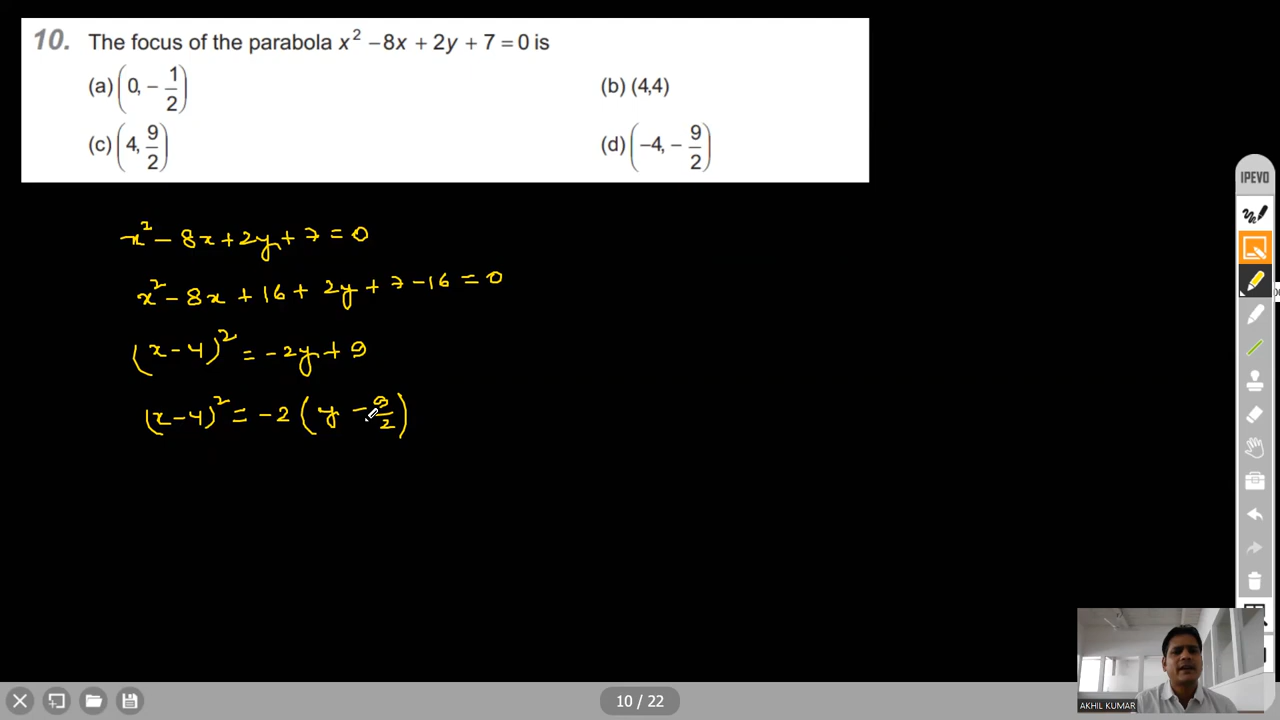 10. The focus of the parabola x² − 8x + 2y + 7 = 0 is
(a) (0, − 1/2) (b) (4,4)
(c) (4, 9/2) (d) (−4, − 9/2)
x² − 8x + 2y + 7 = 0
x² − 8x + 16 + 2y + 7 − 16 = 0
(x − 4)² = −2y + 9
(x − 4)² = −2 (y − 9/2)
IPEVO
10 / 22
AKHIL KUMAR